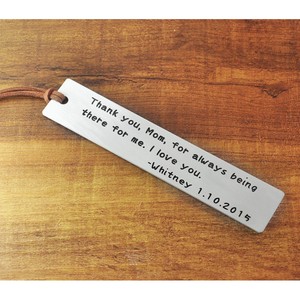 Thank you, Mom, for always being
there for me. I love you.
-Whitney 1.10.2015